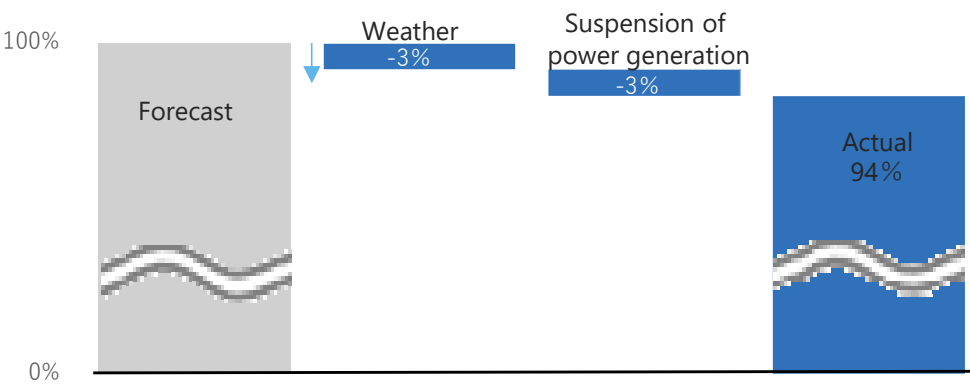 100%
Forecast
Weather
-3%
Suspension of
power generation
-3%
Actual
94%
0%